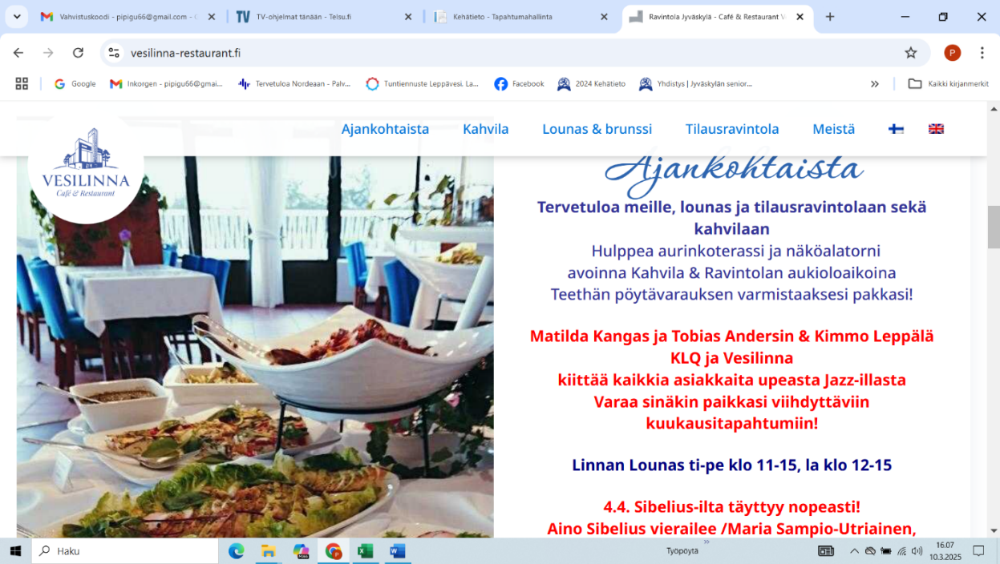 Vahvistuskoodi - pipigu66@gmail.com -
TV-ohjelmat tänään - Telsu.fi
Kehätieto - Tapahtumahallinta
Ravintola Jyväskylä - Café & Restaurant
vesilinna-restaurant.fi
P
Google
Inkorgen - pipigu66@gmai...
Tervetuloa Nordeaan - Palv...
Tuntiennuste Leppävesi, La...
Facebook
2024 Kehätieto
Yhdistys | Jyväskylän senior...
Kaikki kirjanmerkit
Ajankohtaista
Kahvila
Lounas & brunssi
Tilausravintola
Meistä
VESILINNA
Café & Restaurant
Ajankohtaista
Tervetuloa meille, lounas ja tilausravintolaan sekä
kahvilaan
Hulppea aurinkoterassi ja näköalatorni
avoinna Kahvila & Ravintolan aukioloaikoina
Teethän pöytävarauksen varmistaaksesi pakkasi!
Matilda Kangas ja Tobias Andersin & Kimmo Leppälä
KLQ ja Vesilinna
kiittää kaikkia asiakkaita upeasta Jazz-illasta
Varaa sinäkin paikkasi viihdyttäviin
kuukausitapahtumiin!
Linnan Lounas ti-pe klo 11-15, la klo 12-15
4.4. Sibelius-ilta täyttyy nopeasti!
Aino Sibelius vierailee /Maria Sampio-Utriainen,
Haku
Työpöytä
16.07
10.3.2025